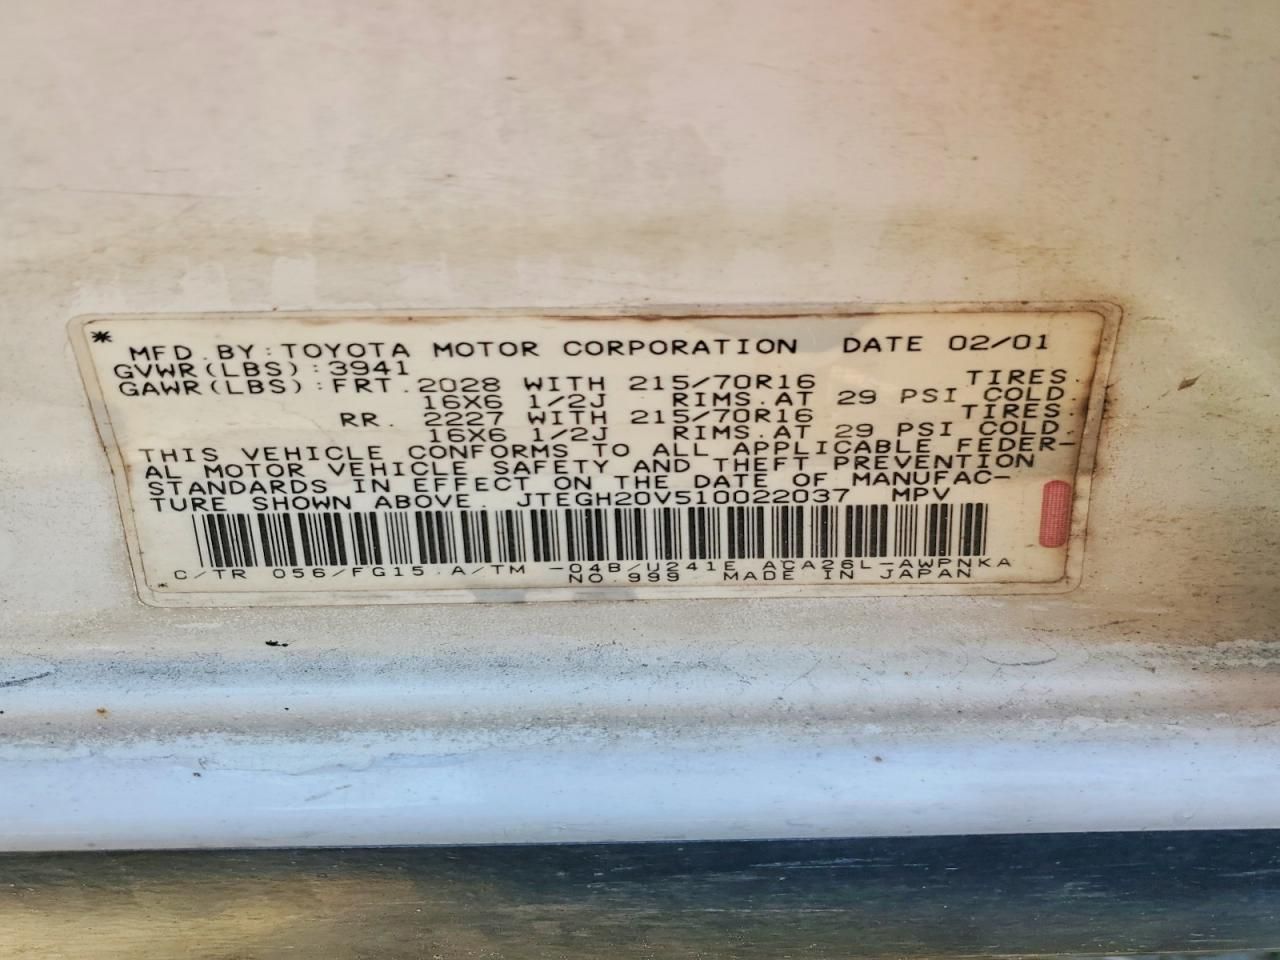 *
MFD.BY:TOYOTA MOTOR CORPORATION DATE 02/01
GVWR(LBS):3941
GAWR(LBS):FRT.2028 WITH 215/70R16 TIRES.
16X6 1/2J RIMS.AT 29 PSI COLD.
RR. 2227 WITH 215/70R16 TIRES.
16X6 1/2J RIMS.AT 29 PSI COLD.
THIS VEHICLE CONFORMS TO ALL APPLICABLE FEDER-
AL MOTOR VEHICLE SAFETY AND THEFT PREVENTION
STANDARDS IN EFFECT ON THE DATE OF MANUFAC-
TURE SHOWN ABOVE. JTEGH20V510022037 MPV
C/TR 056/FG15.A/TM -04B/U241E ACA26L-AWPNKA
* NO.999 MADE IN JAPAN